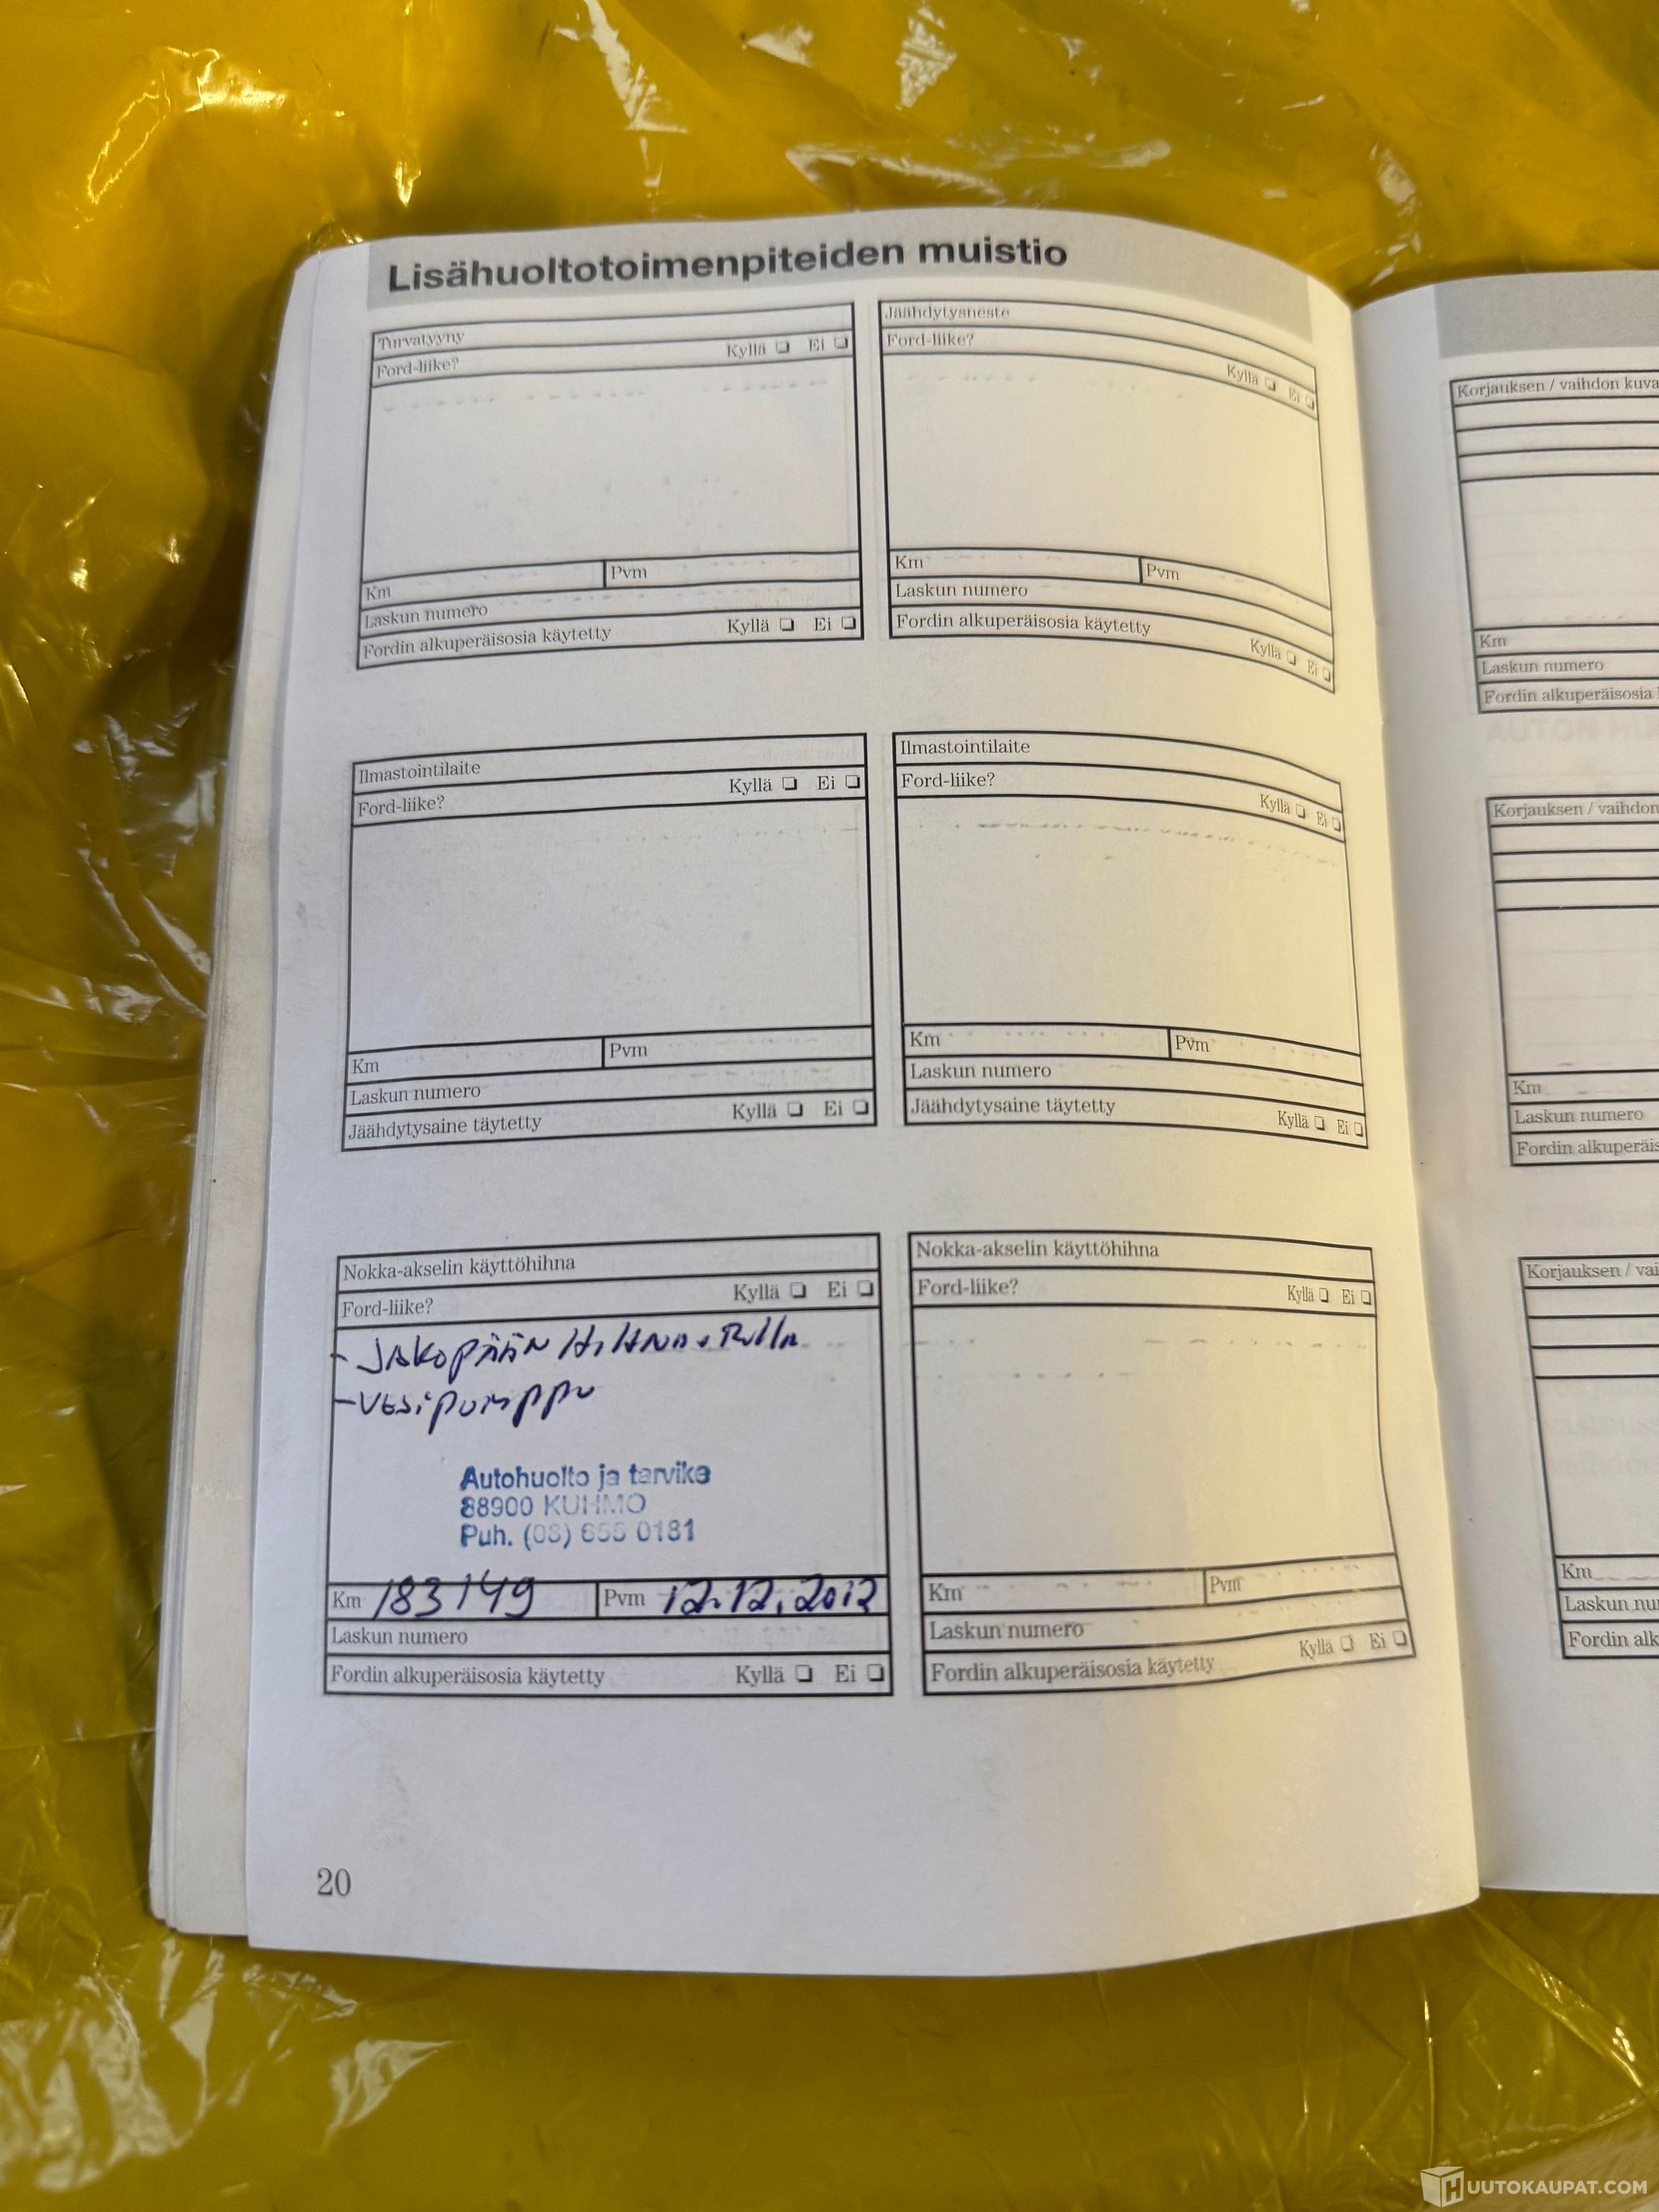 Lisähuoltotoimenpiteiden muistio
Turvatyyny
Ford-liike? Kyllä ❏ Ei ❏
Km Pvm
Laskun numero
Fordin alkuperäisosia käytetty Kyllä ❏ Ei ❏
Jäähdytysneste
Ford-liike? Kyllä ❏ Ei ❏
Km Pvm
Laskun numero
Fordin alkuperäisosia käytetty Kyllä ❏ Ei ❏
Ilmastointilaite
Ford-liike? Kyllä ❏ Ei ❏
Km Pvm
Laskun numero
Jäähdytysaine täytetty Kyllä ❏ Ei ❏
Ilmastointilaite
Ford-liike? Kyllä ❏ Ei ❏
Km Pvm
Laskun numero
Jäähdytysaine täytetty Kyllä ❏ Ei ❏
Nokka-akselin käyttöhihna
Ford-liike? Kyllä ❏ Ei ❏
- Jakopään Hihna + Rulla
- Vesipumppu
Autohuolto ja tarvike
88900 KUHMO
Puh. (08) 655 0181
Km 183149 Pvm 12.12.2012
Laskun numero
Fordin alkuperäisosia käytetty Kyllä ❏ Ei ❏
Nokka-akselin käyttöhihna
Ford-liike? Kyllä ❏ Ei ❏
Km Pvm
Laskun numero
Fordin alkuperäisosia käytetty Kyllä ❏ Ei ❏
20
Korjauksen / vaihdon kuva
Km
Laskun numero
Fordin alkuperäisosia
Korjauksen / vaihdon
Km
Laskun numero
Fordin alkuperäis
Korjauksen / vai
Km
Laskun nu
Fordin alk
HUUTOKAUPAT.COM